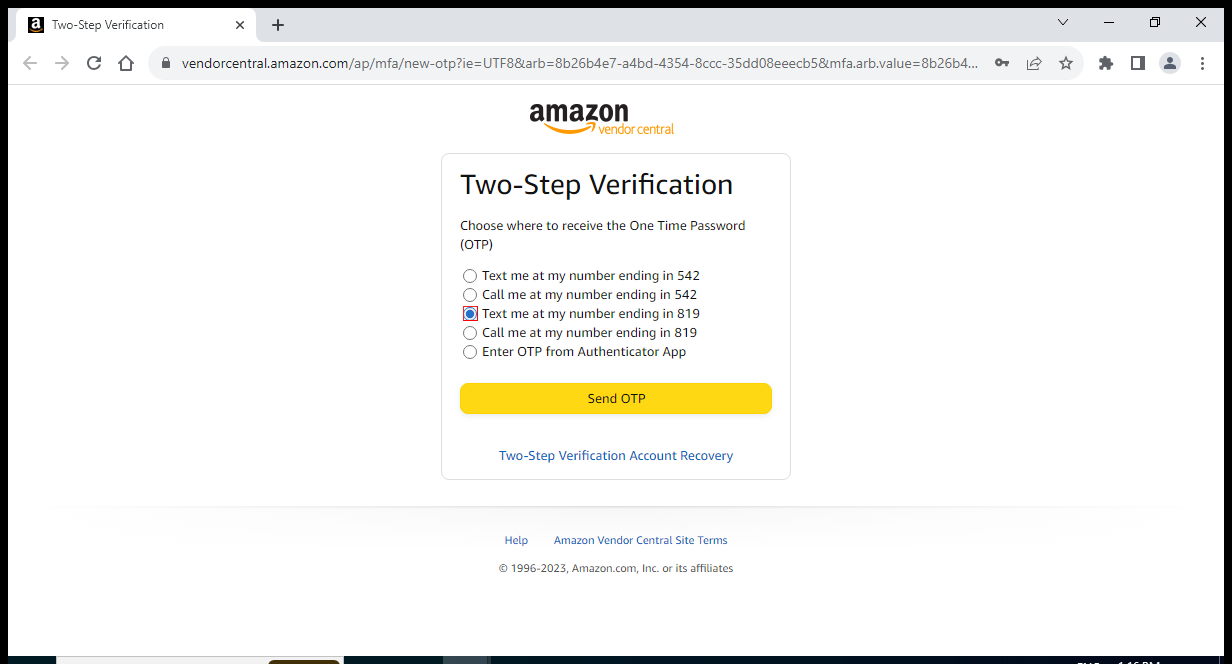 Two-Step Verification
vendorcentral.amazon.com/ap/mfa/new-otp?ie=UTF8&arb=8b26b4e7-a4bd-4354-8ccc-35dd08eeecb5&mfa.arb.value=8b26b4...
amazon
vendor central
Two-Step Verification
Choose where to receive the One Time Password
(OTP)
Text me at my number ending in 542
Call me at my number ending in 542
Text me at my number ending in 819
Call me at my number ending in 819
Enter OTP from Authenticator App
Send OTP
Two-Step Verification Account Recovery
Help Amazon Vendor Central Site Terms
© 1996-2023, Amazon.com, Inc. or its affiliates